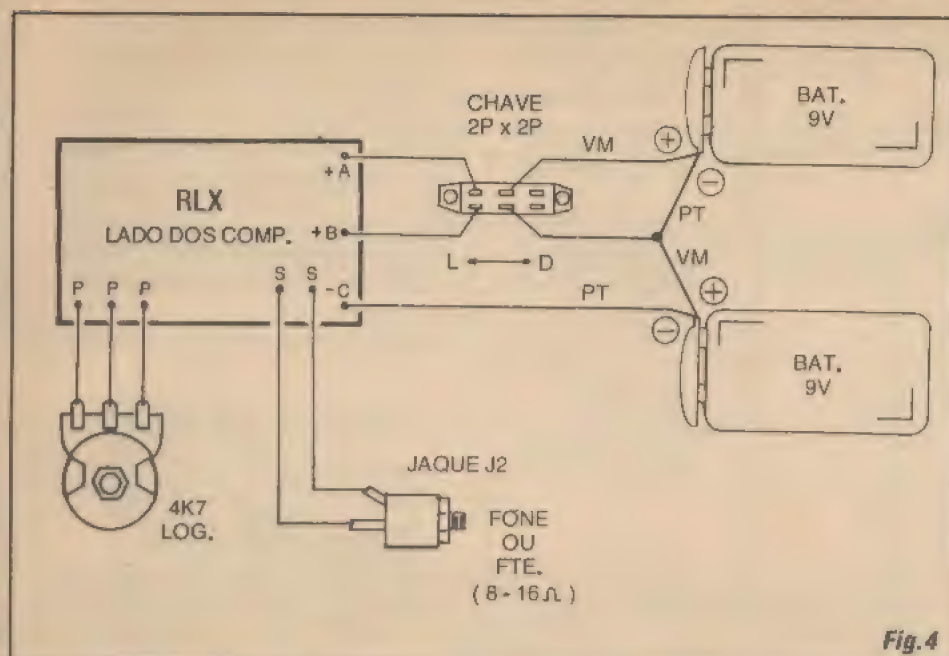 CHAVE
2P x 2P
BAT.
9V
VM
+
−
PT
VM
+
−
PT
BAT.
9V
RLX
LADO DOS COMP.
+A
+B
-C
S S
P P P
L D
4K7
LOG.
JAQUE J2
FONE
OU
FTE.
(8-16Ω)
Fig.4